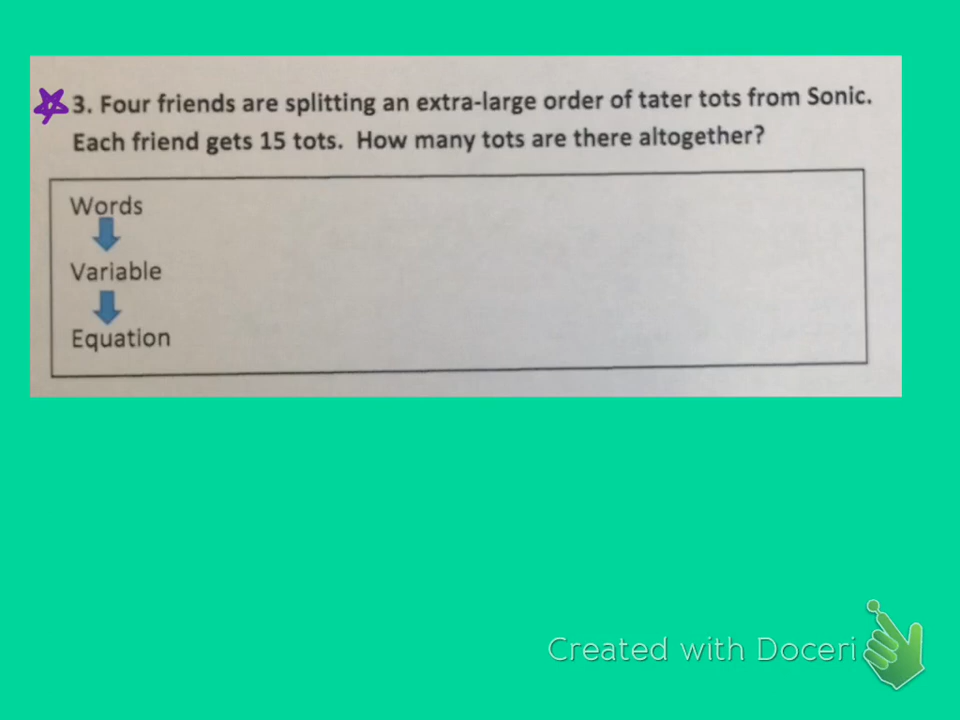 3. Four friends are splitting an extra-large order of tater tots from Sonic.
Each friend gets 15 tots. How many tots are there altogether?
Words
Variable
Equation
Created with Doceri